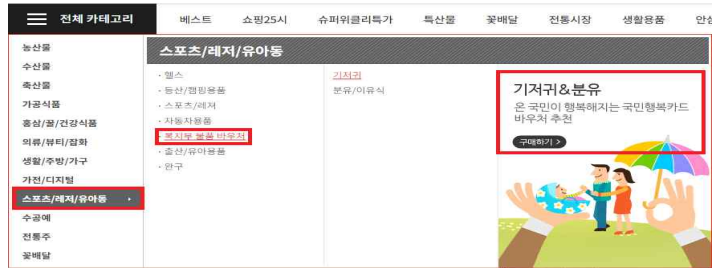 전체 카테고리
베스트
쇼핑25시
슈퍼위클리특가
특산물
꽃배달
전통시장
생활용품
농산물
수산물
축산물
가공식품
홍삼/꿀/건강식품
의류/뷰티/잡화
생활/주방/가구
가전/디지털
스포츠/레저/유아동
수공예
전통주
꽃배달
스포츠/레저/유아동
· 헬스
· 등산/캠핑용품
· 스포츠/레져
· 자동차용품
· 복지부 물품 바우처
· 출산/유아용품
· 완구
기저귀
분유/이유식
기저귀&분유
온 국민이 행복해지는 국민행복카드
바우처 추천
구매하기 >